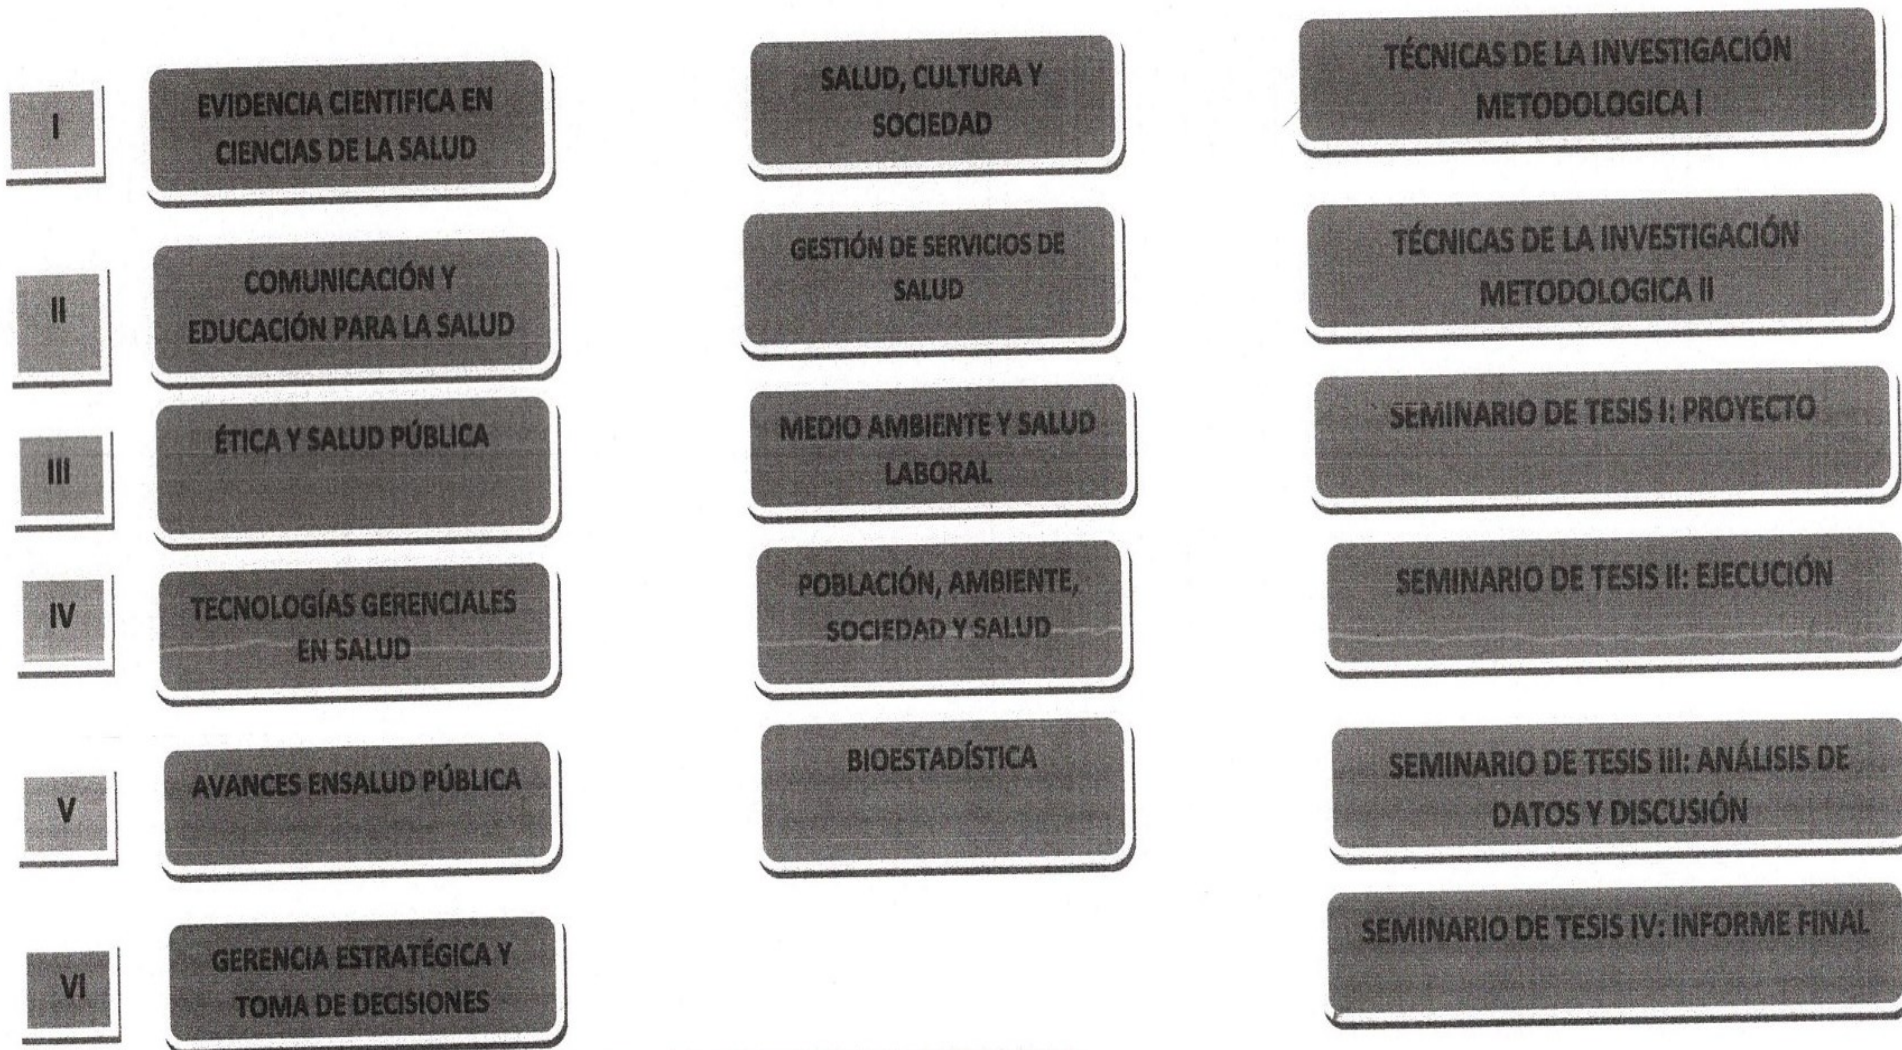 I
EVIDENCIA CIENTIFICA EN
CIENCIAS DE LA SALUD
SALUD, CULTURA Y
SOCIEDAD
TÉCNICAS DE LA INVESTIGACIÓN
METODOLOGICA I
II
COMUNICACIÓN Y
EDUCACIÓN PARA LA SALUD
GESTIÓN DE SERVICIOS DE
SALUD
TÉCNICAS DE LA INVESTIGACIÓN
METODOLOGICA II
III
ÉTICA Y SALUD PÚBLICA
MEDIO AMBIENTE Y SALUD
LABORAL
SEMINARIO DE TESIS I: PROYECTO
IV
TECNOLOGÍAS GERENCIALES
EN SALUD
POBLACIÓN, AMBIENTE,
SOCIEDAD Y SALUD
SEMINARIO DE TESIS II: EJECUCIÓN
V
AVANCES ENSALUD PÚBLICA
BIOESTADÍSTICA
SEMINARIO DE TESIS III: ANÁLISIS DE
DATOS Y DISCUSIÓN
VI
GERENCIA ESTRATÉGICA Y
TOMA DE DECISIONES
SEMINARIO DE TESIS IV: INFORME FINAL